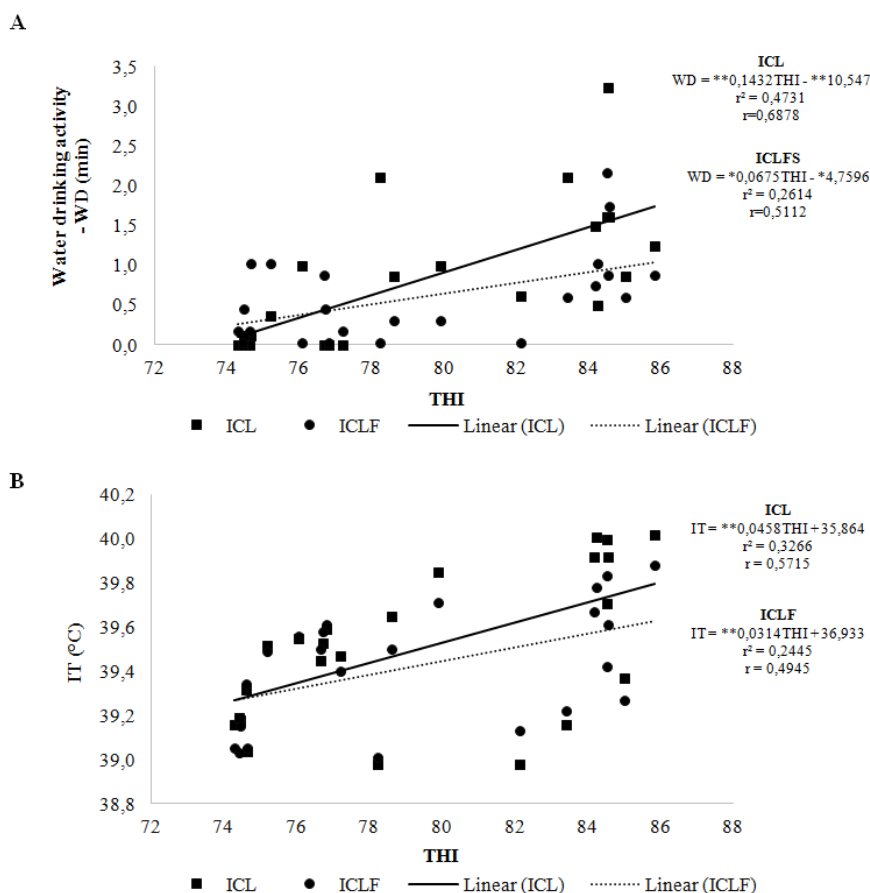 A
3,5
3,0
2,5
2,0
1,5
1,0
0,5
0,0
Water drinking activity
- WD (min)
72 74 76 78 80 82 84 86 88
THI
ICL
WD = **0,1432THI - **10,547
r² = 0,4731
r=0,6878
ICLFS
WD = *0,0675THI - *4,7596
r² = 0,2614
r=0,5112
ICL ICLF Linear (ICL) Linear (ICLF)
B
40,2
40,0
39,8
39,6
39,4
39,2
39,0
38,8
IT (°C)
72 74 76 78 80 82 84 86 88
THI
ICL
IT = **0,0458THI + 35,864
r² = 0,3266
r = 0,5715
ICLF
IT = **0,0314THI + 36,933
r² = 0,2445
r = 0,4945
ICL ICLF Linear (ICL) Linear (ICLF)